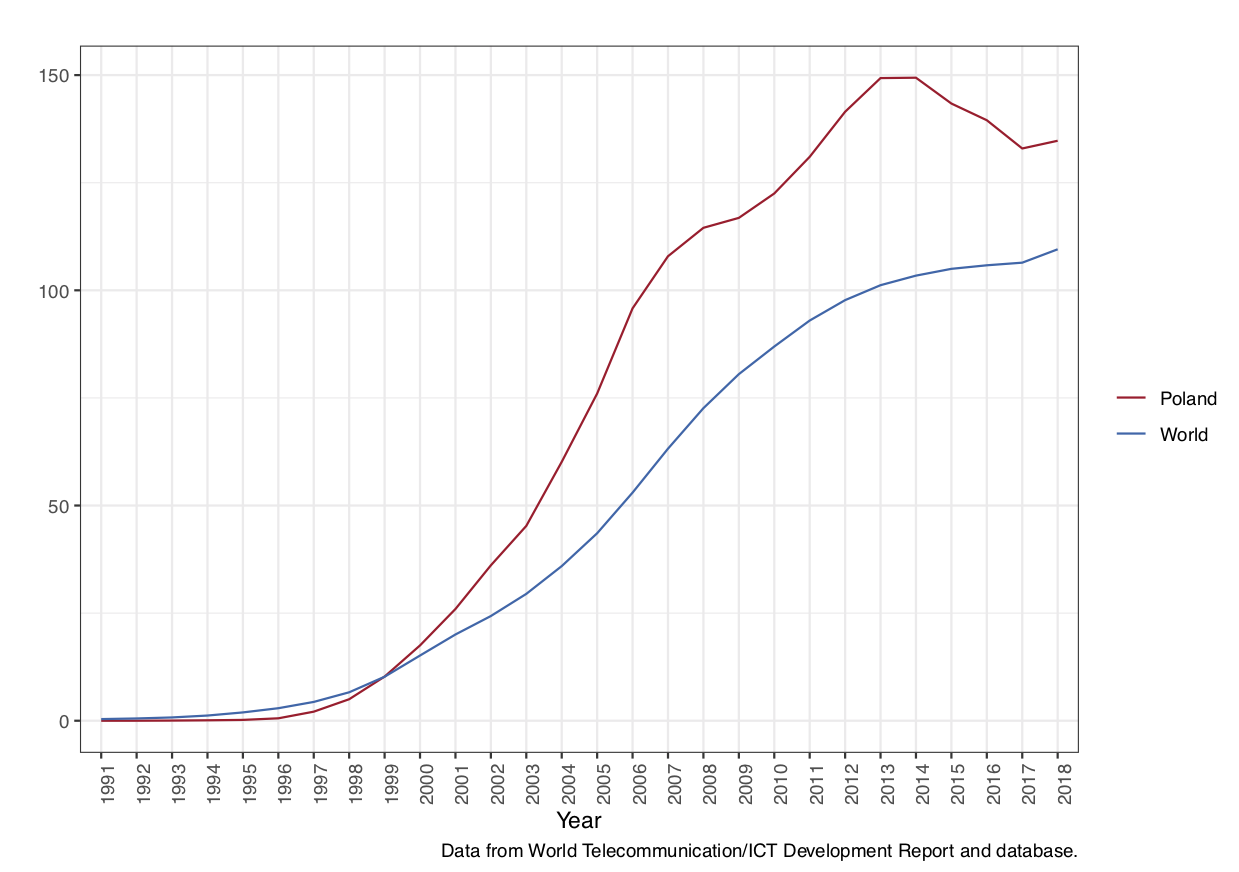 150
100
50
0
1991 1992 1993 1994 1995 1996 1997 1998 1999 2000 2001 2002 2003 2004 2005 2006 2007 2008 2009 2010 2011 2012 2013 2014 2015 2016 2017 2018
Year
Data from World Telecommunication/ICT Development Report and database.
Poland
World